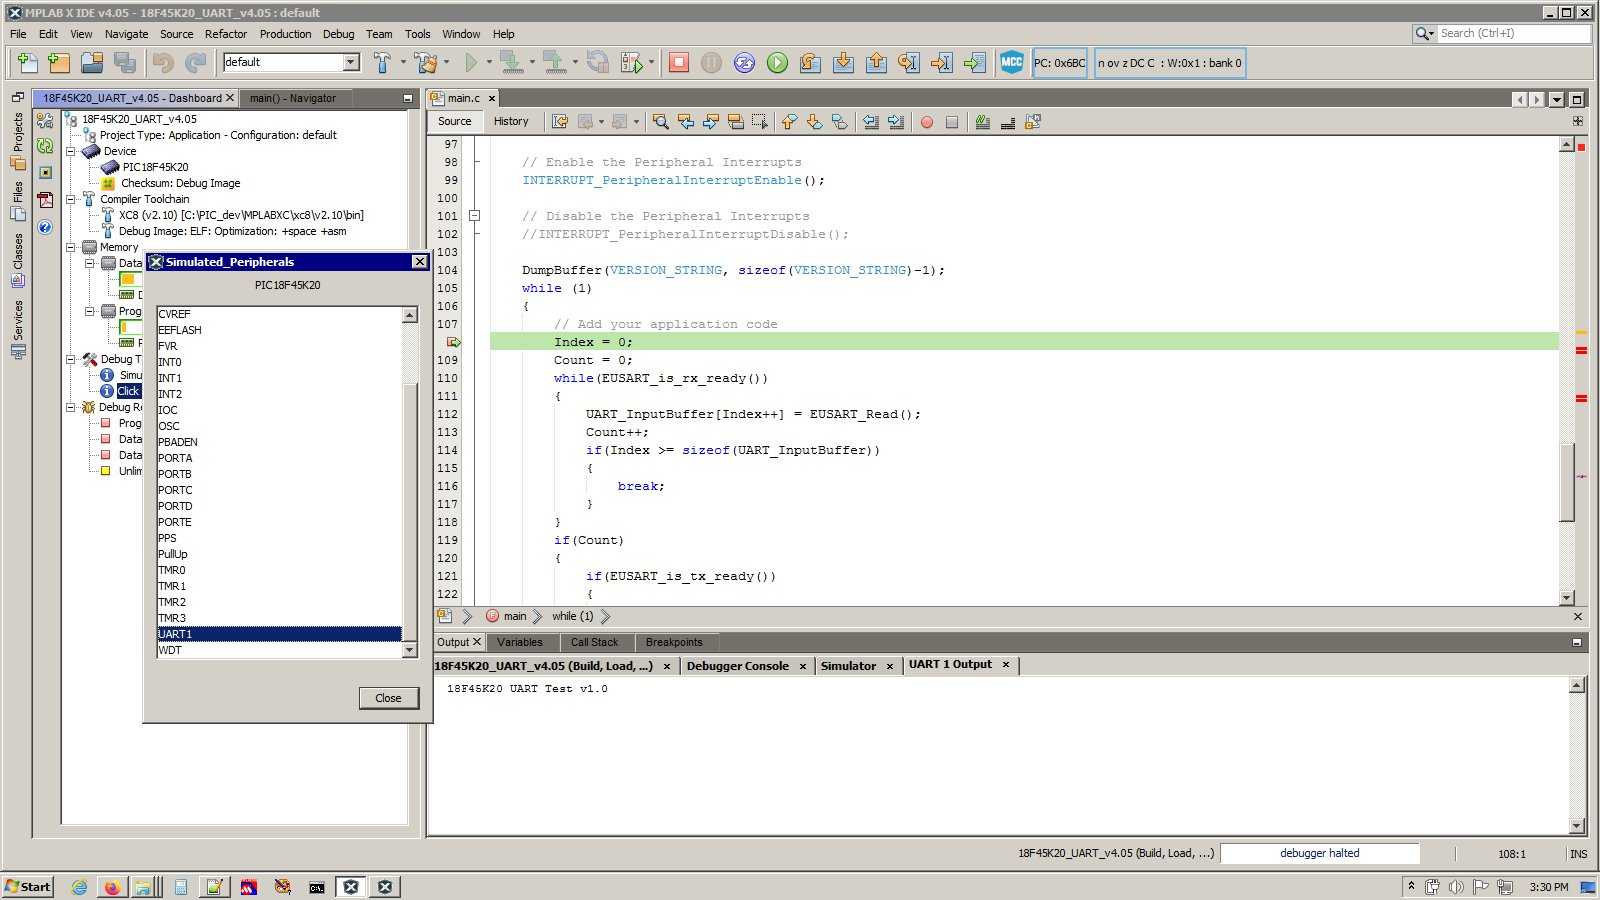 MPLAB X IDE v4.05 - 18F45K20_UART_v4.05 : default
File Edit View Navigate Source Refactor Production Debug Team Tools Window Help
Search (Ctrl+I)
default
MCC
PC: 0x6BC
n ov z DC C : W:0x1 : bank 0
Projects
Files
Classes
Services
18F45K20_UART_v4.05 - Dashboard
main() - Navigator
18F45K20_UART_v4.05
Project Type: Application - Configuration: default
Device
PIC18F45K20
Checksum: Debug Image
Compiler Toolchain
XC8 (v2.10) [C:\PIC_dev\MPLABXC\xc8\v2.10\bin]
Debug Image: ELF: Optimization: +space +asm
Memory
Data
D
Prog
Debug T
Simu
Click
Debug Re
Prog
Data
Data
Unlim
Simulated_Peripherals
PIC18F45K20
CVREF
EEFLASH
FVR
INT0
INT1
INT2
IOC
OSC
PBADEN
PORTA
PORTB
PORTC
PORTD
PORTE
PPS
PullUp
TMR0
TMR1
TMR2
TMR3
UART1
WDT
Close
main.c
Source History
97
98 // Enable the Peripheral Interrupts
99 INTERRUPT_PeripheralInterruptEnable();
100
101 // Disable the Peripheral Interrupts
102 //INTERRUPT_PeripheralInterruptDisable();
103
104 DumpBuffer(VERSION_STRING, sizeof(VERSION_STRING)-1);
105 while (1)
106 {
107 // Add your application code
Index = 0;
109 Count = 0;
110 while(EUSART_is_rx_ready())
111 {
112 UART_InputBuffer[Index++] = EUSART_Read();
113 Count++;
114 if(Index >= sizeof(UART_InputBuffer))
115 {
116 break;
117 }
118 }
119 if(Count)
120 {
121 if(EUSART_is_tx_ready())
122 {
main
while (1)
Output Variables Call Stack Breakpoints
18F45K20_UART_v4.05 (Build, Load, ...) Debugger Console Simulator UART 1 Output
18F45K20 UART Test v1.0
18F45K20_UART_v4.05 (Build, Load, ...) debugger halted 108:1 INS
Start
3:30 PM